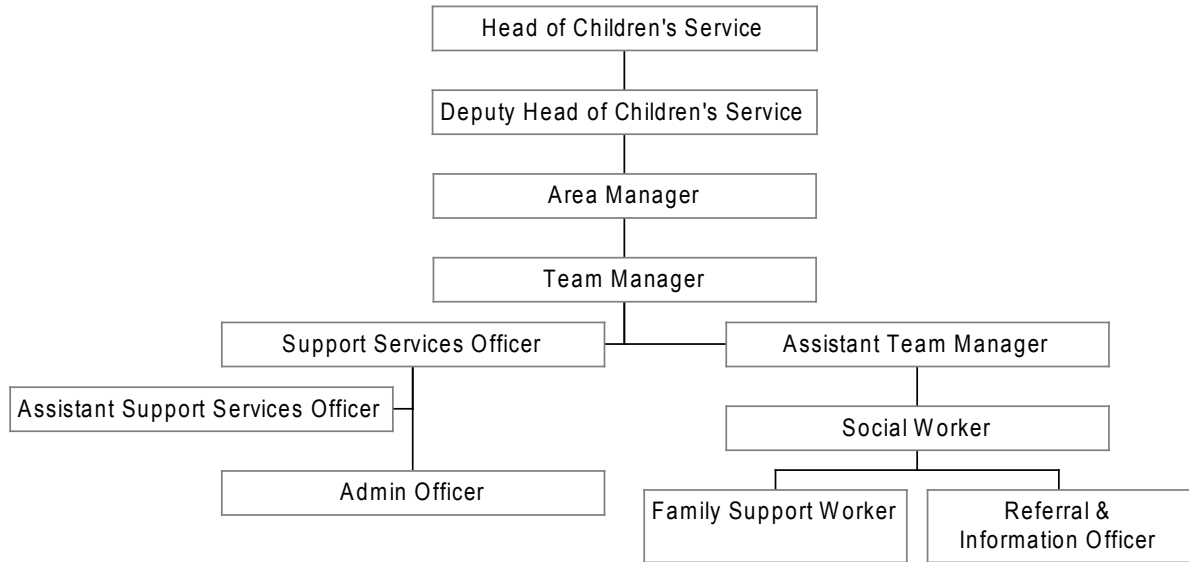 Head of Children's Service
Deputy Head of Children's Service
Area Manager
Team Manager
Support Services Officer
Assistant Team Manager
Assistant Support Services Officer
Social Worker
Admin Officer
Family Support Worker
Referral &
Information Officer